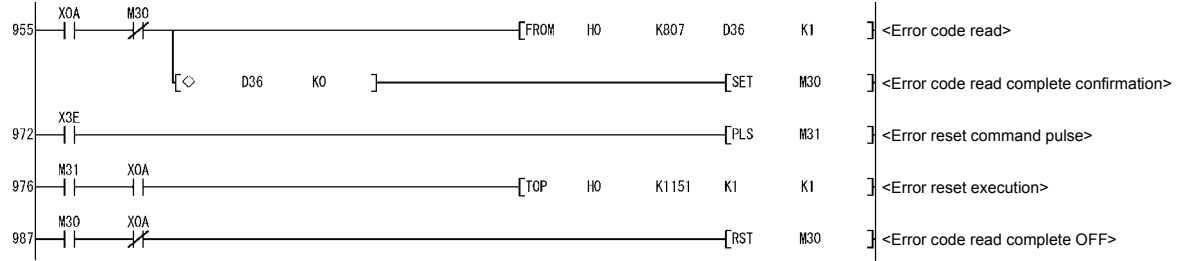 X0A M30
955 [FROM H0 K807 D36 K1 ] <Error code read>
[<> D36 K0 ] [SET M30 ] <Error code read complete confirmation>
X3E
972 [PLS M31 ] <Error reset command pulse>
M31 X0A
976 [TOP H0 K1151 K1 K1 ] <Error reset execution>
M30 X0A
987 [RST M30 ] <Error code read complete OFF>